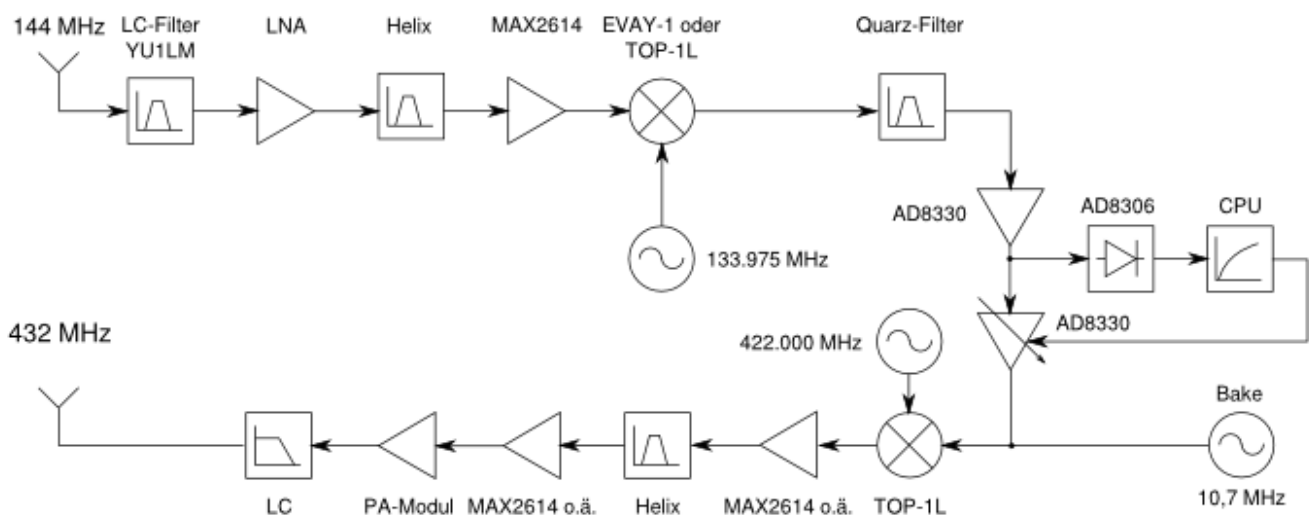 144 MHz
LC-Filter
YU1LM
LNA
Helix
MAX2614
EVAY-1 oder
TOP-1L
Quarz-Filter
133.975 MHz
AD8330
AD8306
CPU
AD8330
432 MHz
422.000 MHz
Bake
LC
PA-Modul
MAX2614 o.ä.
Helix
MAX2614 o.ä.
TOP-1L
10,7 MHz